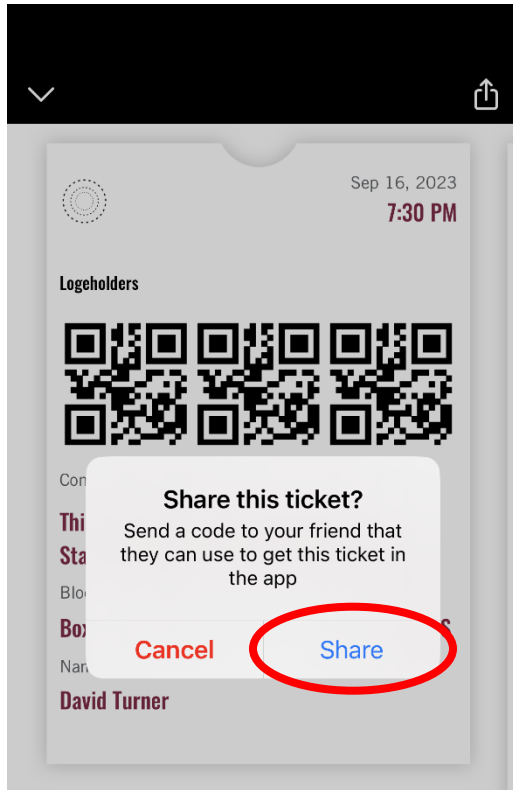 Sep 16, 2023
7:30 PM
Logeholders
Share this ticket?
Send a code to your friend that
they can use to get this ticket in
the app
Cancel
Share
David Turner